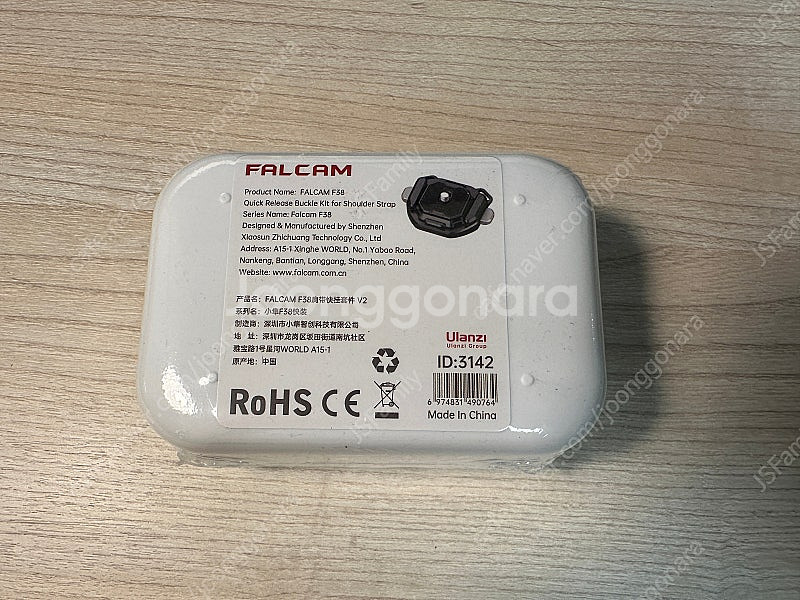 FALCAM
Product Name: FALCAM F38
Quick Release Buckle Kit for Shoulder Strap
Series Name: Falcam F38
Designed & Manufactured by Shenzhen
Xiaosun Zhichuang Technology Co., Ltd
Address: A15-1 Xinghe WORLD, No.1 Yabao Road,
Nankeng, Bantian, Longgang, Shenzhen, China
Website: www.falcam.com.cn
产品名: FALCAM F38肩带快挂套件 V2
系列名: 小隼F38快装
制造商: 深圳市小隼智创科技有限公司
地 址: 深圳市龙岗区坂田街道南坑社区
雅宝路1号星河WORLD A15-1
原产地: 中国
Ulanzi
Ulanzi Group
ID:3142
RoHS CE
6 974831 490764
Made In China
Joonggonara
JSFamily
jsfamilynaver.com/joonggonara